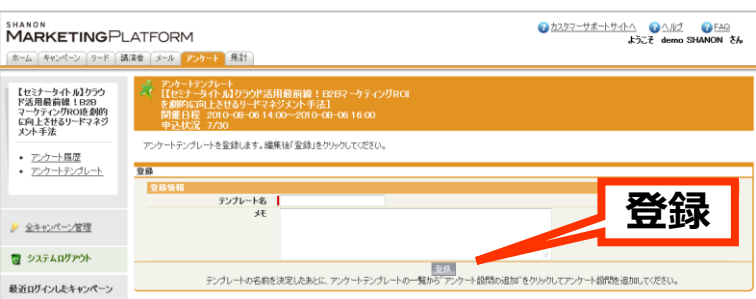 SHANON
MARKETINGPLATFORM
カスタマーサポートサイトへ ヘルプ FAQ
ようこそ demo SHANON さん
ホーム キャンペーン リード 講演者 メール アンケート 集計
【セミナータイトル】クラウ
ド活用最前線！B2B
マーケティングROIを劇的
に向上させるリードマネジ
メント手法
アンケート履歴
アンケートテンプレート
全キャンペーン管理
システムログアウト
最近ログインしたキャンペーン
アンケートテンプレート
[【セミナータイトル】クラウド活用最前線！B2BマーケティングROI
を劇的に向上させるリードマネジメント手法]
開催日程 2010-08-06 14:00～2010-08-06 16:00
申込状況 7/30
アンケートテンプレートを登録します。編集後「登録」をクリックしてください。
登録
登録情報
テンプレート名
メモ
登録
登録
テンプレートの名前を決定したあとに、アンケートテンプレートの一覧から"アンケート設問の追加"をクリックしてアンケート設問を追加してください。